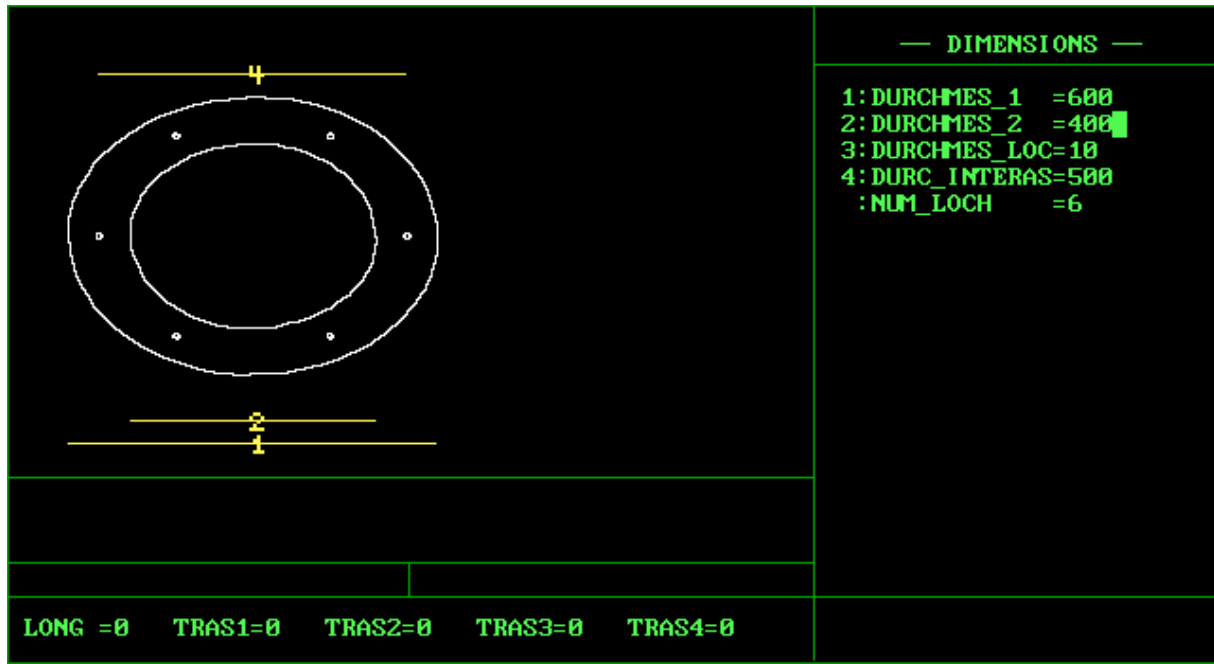 4
2
1
— DIMENSIONS —
1:DURCHMES_1  =600
2:DURCHMES_2  =400
3:DURCHMES_LOC=10
4:DURC_INTERAS=500
:NUM_LOCH    =6
LONG =0   TRAS1=0   TRAS2=0   TRAS3=0   TRAS4=0